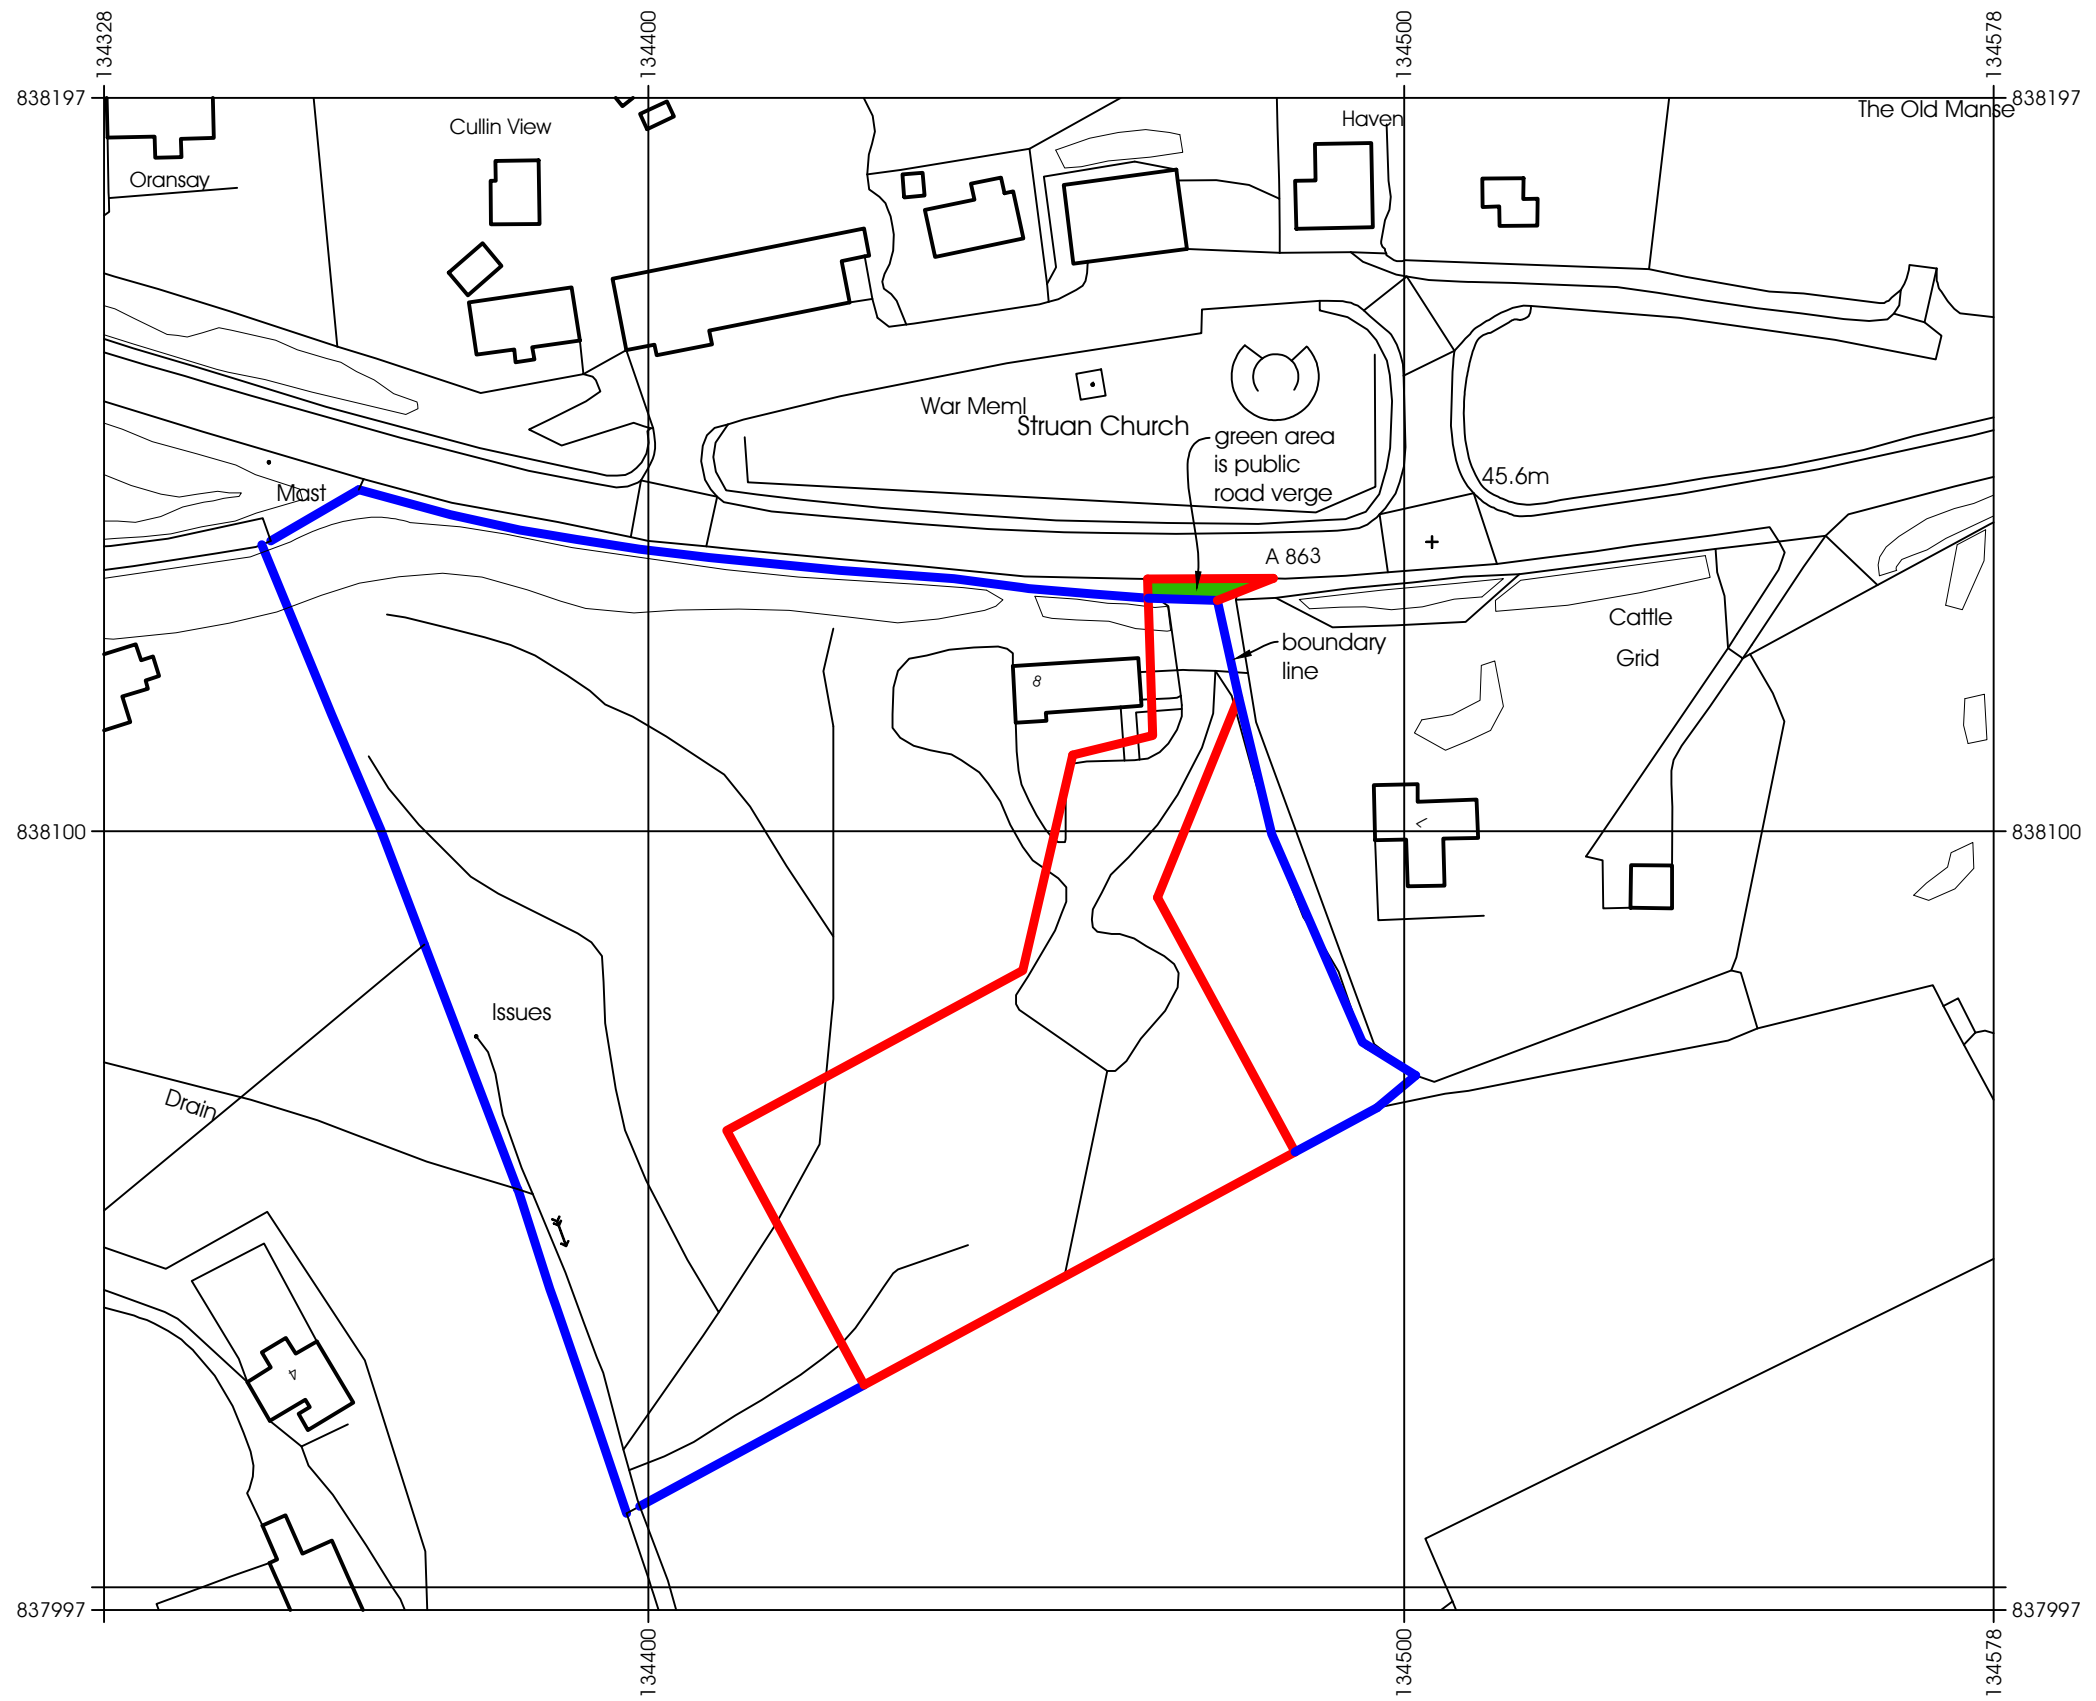 134328
134400
134500
134578
838197
838197
The Old Manse
Cullin View
Haven
Oransay
War Meml
Struan Church
green area
is public
road verge
45.6m
Mast
A 863
Cattle
Grid
boundary
line
8
838100
838100
Issues
Drain
4
837997
837997
134400
134500
134578